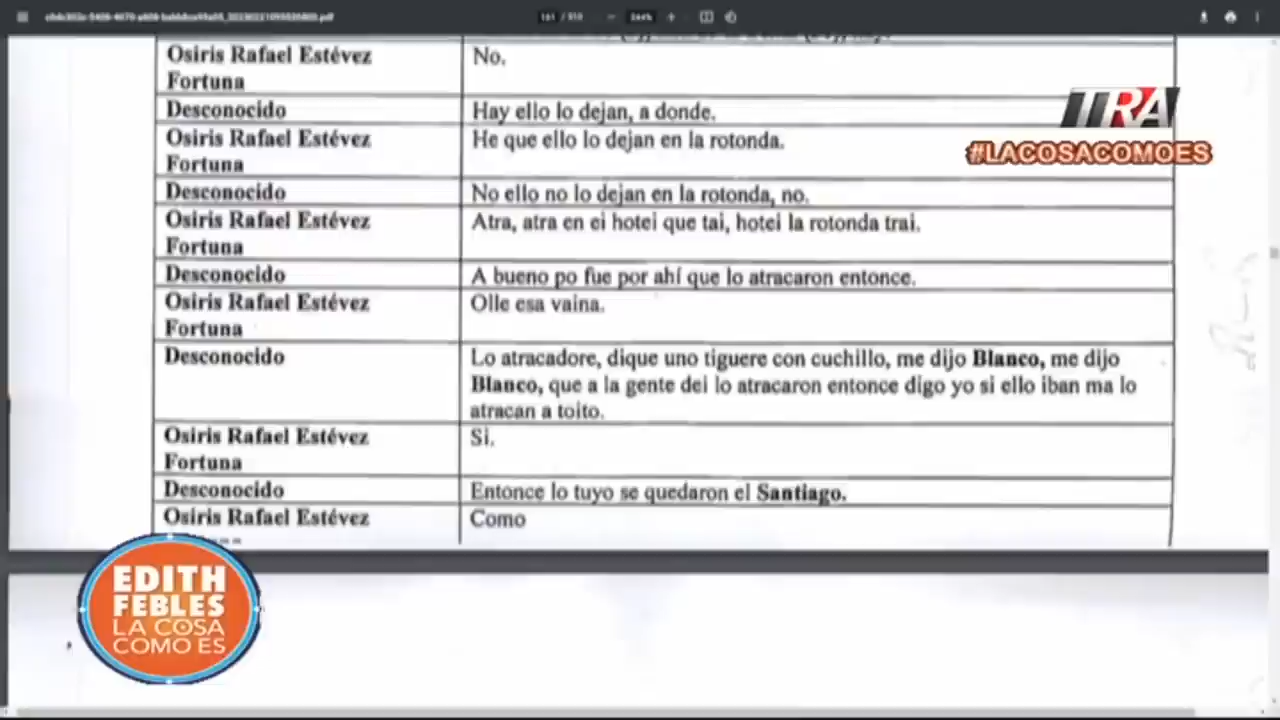 161 / 510
244%
Osiris Rafael Estévez No.
Fortuna
Desconocido Hay ello lo dejan, a donde.
Osiris Rafael Estévez He que ello lo dejan en la rotonda.
Fortuna
Desconocido No ello no lo dejan en la rotonda, no.
Osiris Rafael Estévez Atra, atra en ei hotei que tai, hotei la rotonda trai.
Fortuna
Desconocido A bueno po fue por ahí que lo atracaron entonce.
Osiris Rafael Estévez Olle esa vaina.
Fortuna
Desconocido Lo atracadore, dique uno tiguere con cuchillo, me dijo Blanco, me dijo
Blanco, que a la gente dei lo atracaron entonce digo yo si ello iban ma lo
atracan a toito.
Osiris Rafael Estévez Si.
Fortuna
Desconocido Entonce lo tuyo se quedaron el Santiago.
Osiris Rafael Estévez Como
TRA
#LACOSACOMOES
EDITH
FEBLES
LA COSA
COMO ES